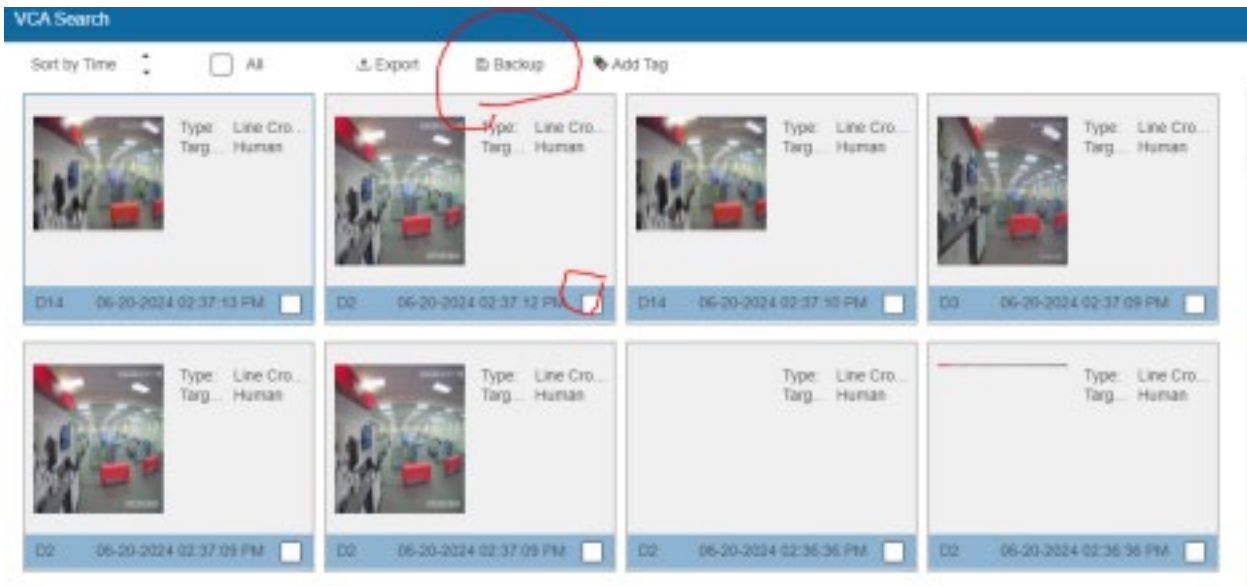 VCA Search
Sort by Time All Export Backup Add Tag
Type: Line Cro...
Targ... Human
D14 06-20-2024 02:37:13 PM
Type: Line Cro...
Targ... Human
D2 06-20-2024 02:37:12 PM
Type: Line Cro...
Targ... Human
D14 06-20-2024 02:37:10 PM
Type: Line Cro...
Targ... Human
D3 06-20-2024 02:37:09 PM
Type: Line Cro...
Targ... Human
D2 06-20-2024 02:37:09 PM
Type: Line Cro...
Targ... Human
D2 06-20-2024 02:37:09 PM
Type: Line Cro...
Targ... Human
D2 06-20-2024 02:36:36 PM
Type: Line Cro...
Targ... Human
D2 06-20-2024 02:36:36 PM